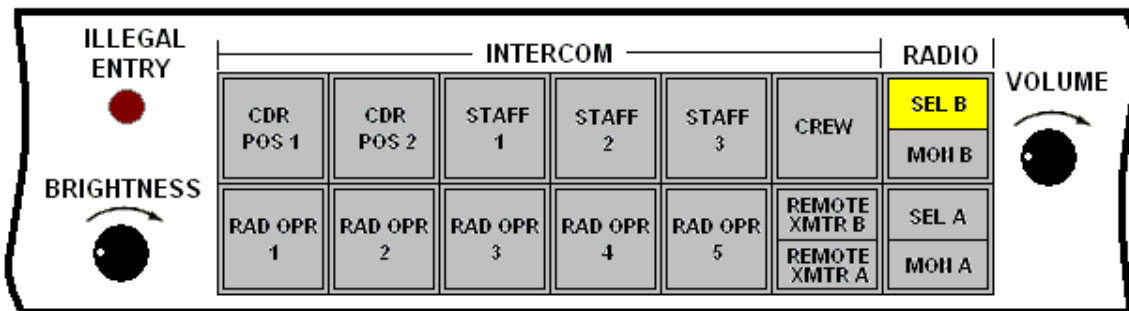 ILLEGAL
ENTRY
INTERCOM
RADIO
VOLUME
BRIGHTNESS
CDR
POS 1
CDR
POS 2
STAFF
1
STAFF
2
STAFF
3
CREW
SEL B
MON B
RAD OPR
1
RAD OPR
2
RAD OPR
3
RAD OPR
4
RAD OPR
5
REMOTE
XMTR B
REMOTE
XMTR A
SEL A
MON A